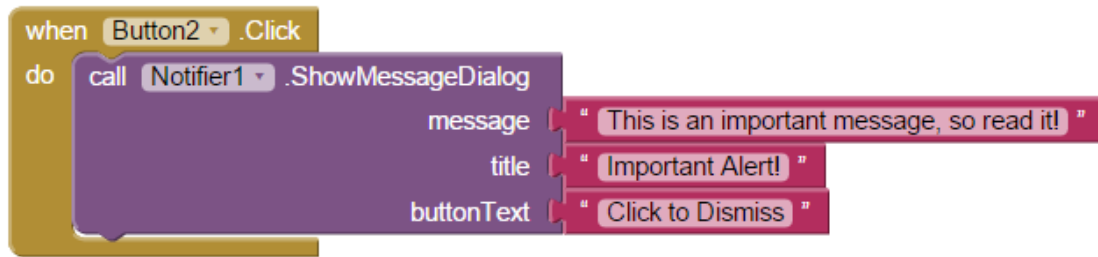 when Button2 .Click
do call Notifier1 .ShowMessageDialog
message " This is an important message, so read it! "
title " Important Alert! "
buttonText " Click to Dismiss "